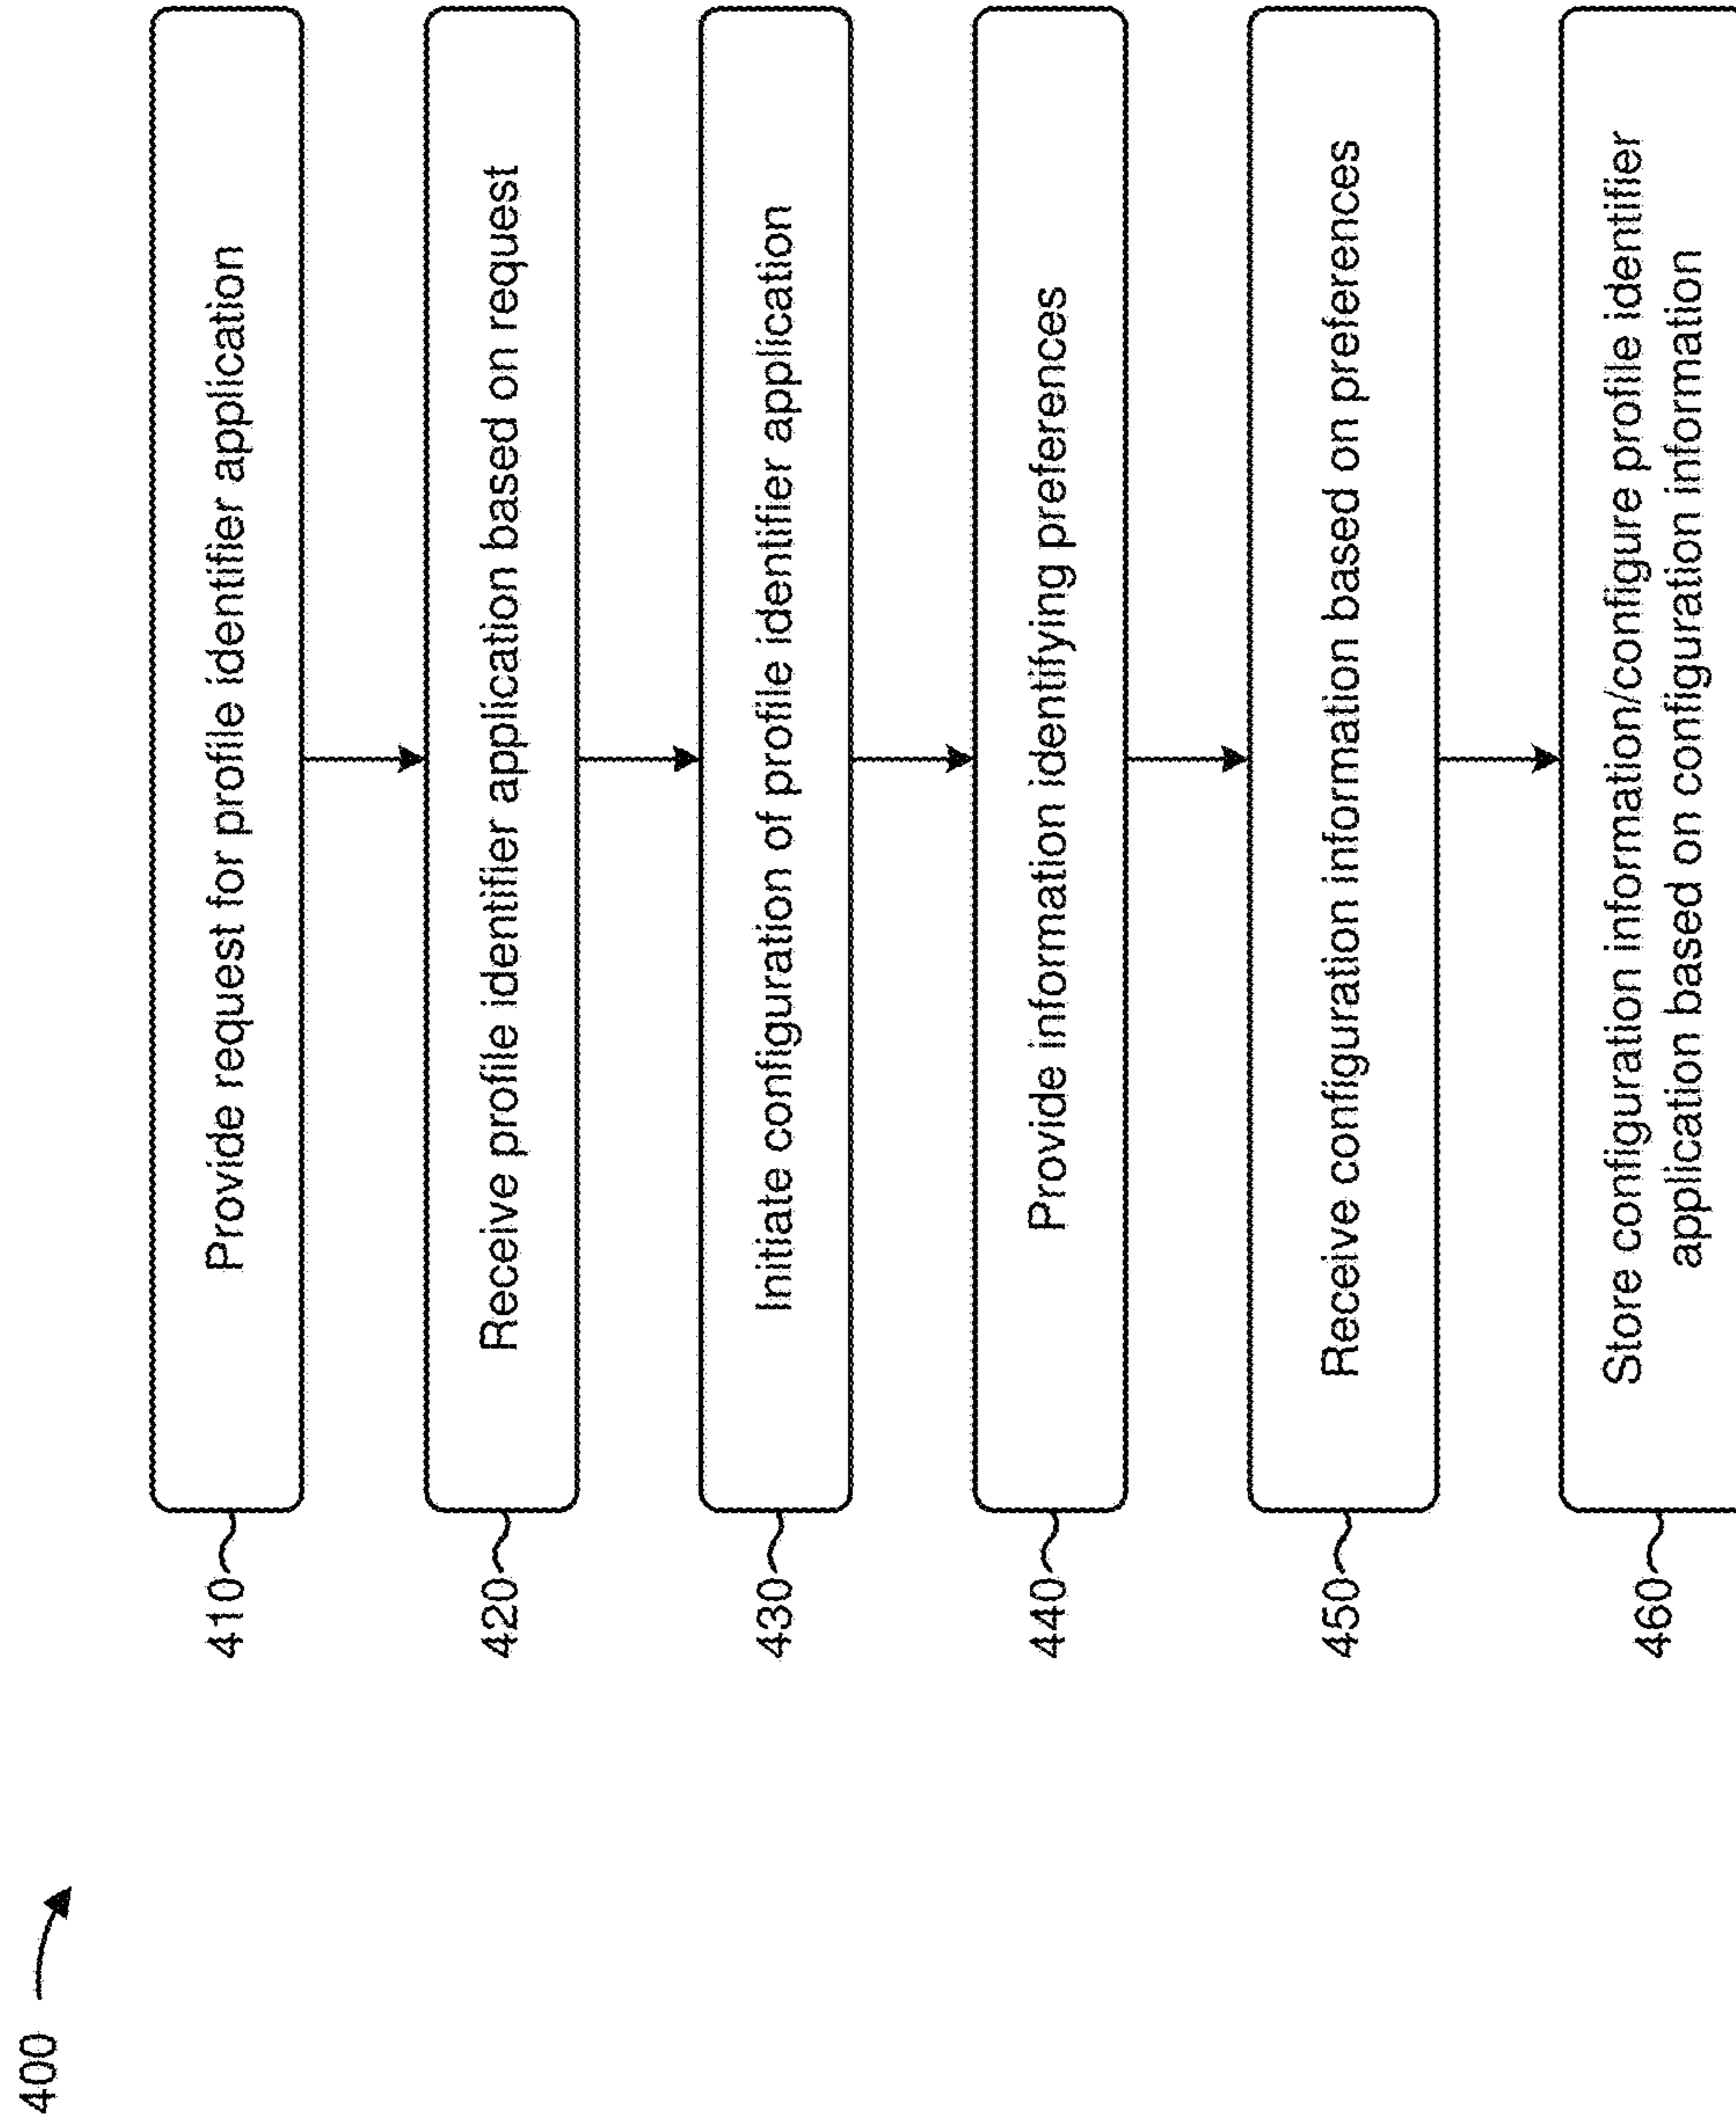 400
410
Provide request for profile identifier application
420
Receive profile identifier application based on request
430
Initiate configuration of profile identifier application
440
Provide information identifying preferences
450
Receive configuration information based on preferences
460
Store configuration information/configure profile identifier
application based on configuration information